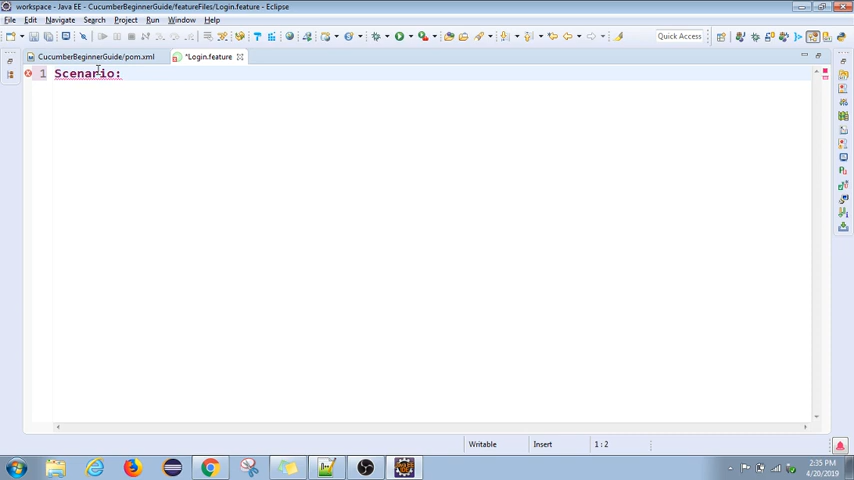 workspace - Java EE - CucumberBeginnerGuide/featureFiles/Login.feature - Eclipse
File Edit Navigate Search Project Run Window Help
Quick Access
CucumberBeginnerGuide/pom.xml *Login.feature
1 Scenario:
Writable Insert 1 : 2
2:35 PM
4/20/2019